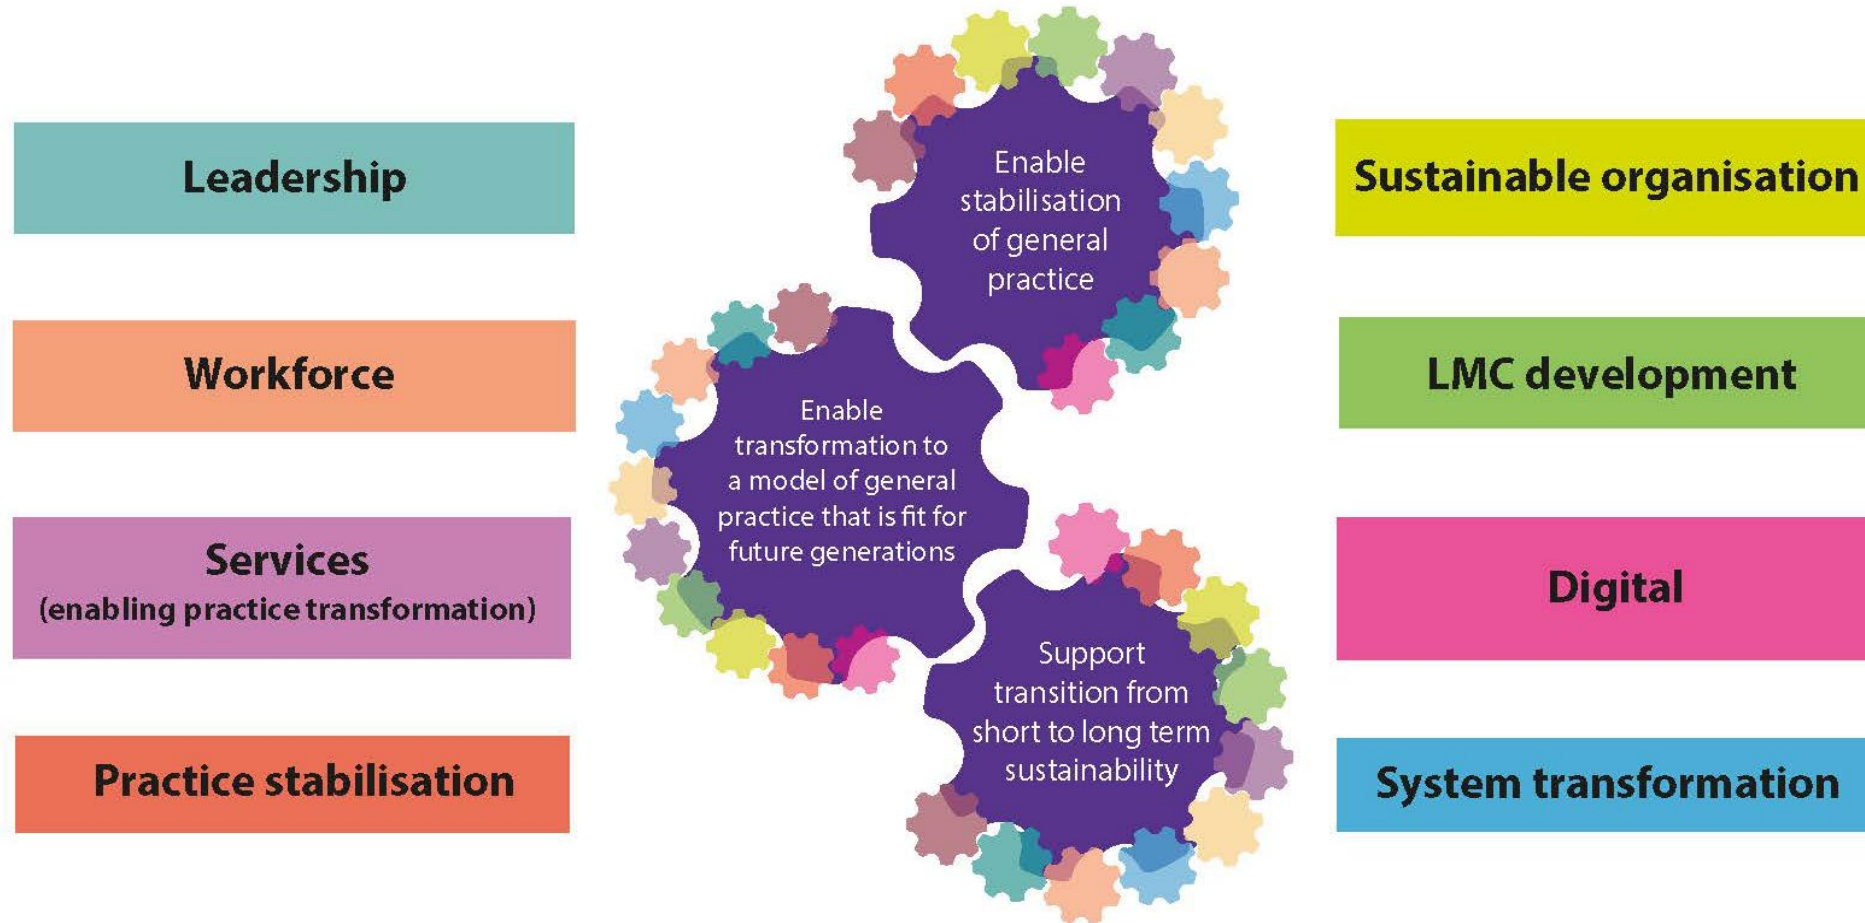 Leadership
Workforce
Services
(enabling practice transformation)
Practice stabilisation
Enable
stabilisation
of general
practice
Enable
transformation to
a model of general
practice that is fit for
future generations
Support
transition from
short to long term
sustainability
Sustainable organisation
LMC development
Digital
System transformation